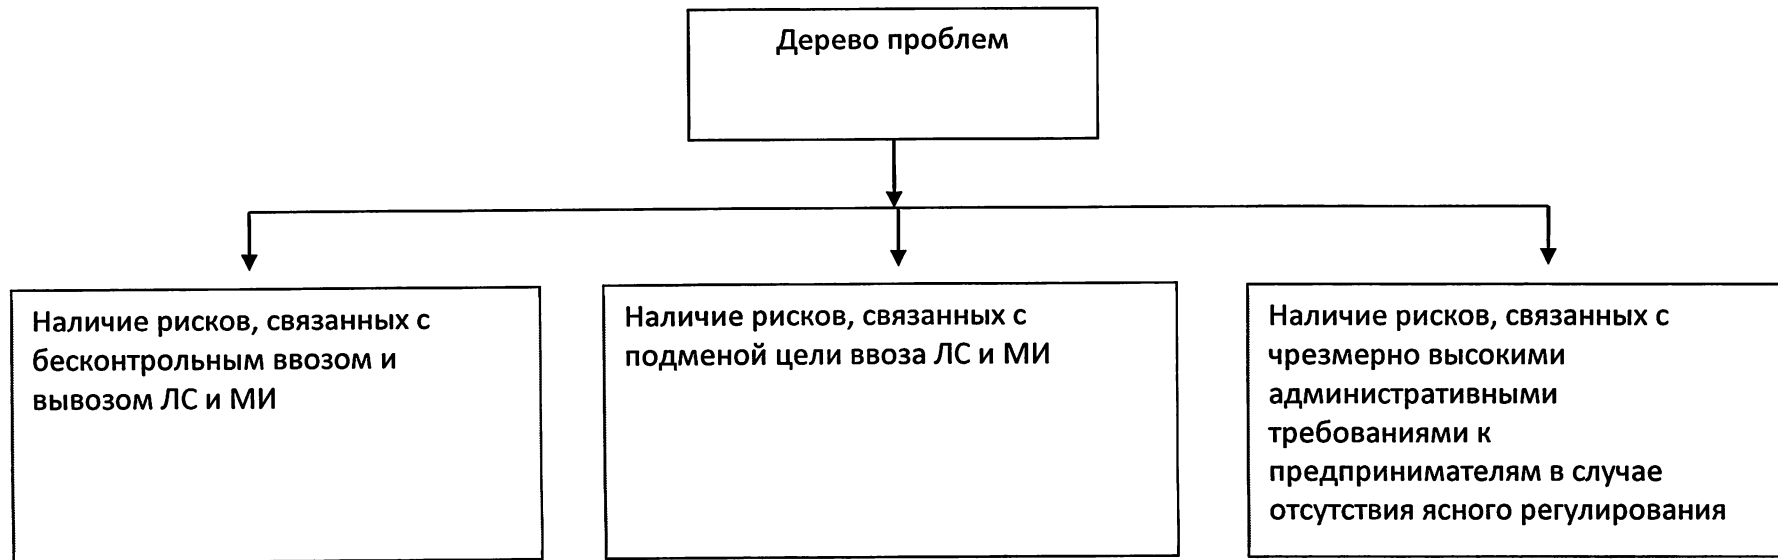 Дерево проблем
Наличие рисков, связанных с
бесконтрольным ввозом и
вывозом ЛС и МИ
Наличие рисков, связанных с
подменой цели ввоза ЛС и МИ
Наличие рисков, связанных с
чрезмерно высокими
административными
требованиями к
предпринимателям в случае
отсутствия ясного регулирования